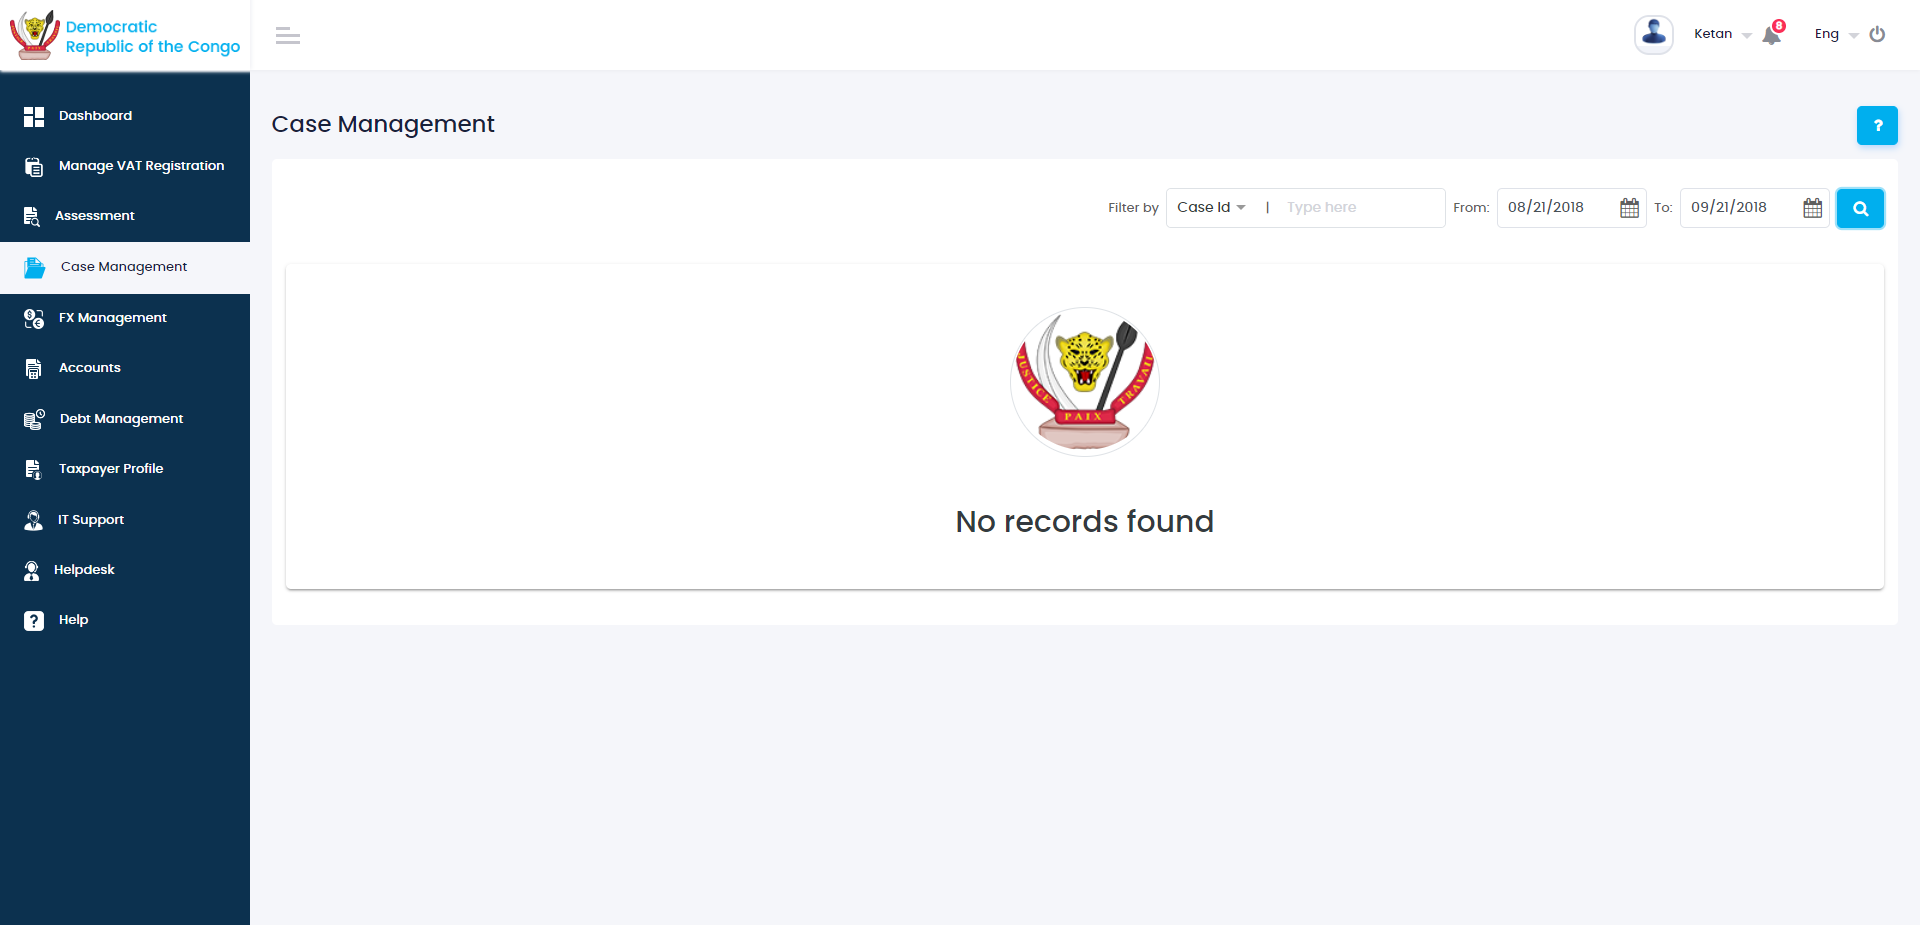 Democratic
Republic of the Congo
Ketan
8
Eng
Dashboard
Manage VAT Registration
Assessment
Case Management
FX Management
Accounts
Debt Management
Taxpayer Profile
IT Support
Helpdesk
? Help
Case Management
?
Filter by Case Id | Type here From: 08/21/2018 To: 09/21/2018
JUSTICE PAIX TRAVAIL
No records found